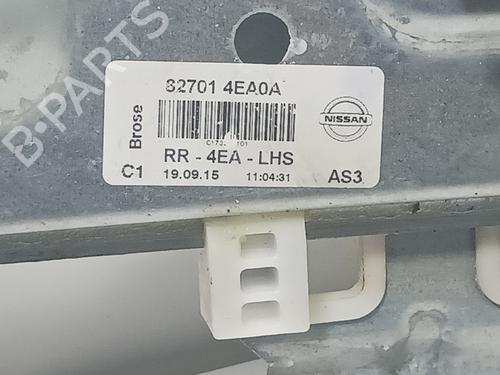 82701 4EA0A
Brose
NISSAN
RR - 4EA - LHS
C1 19.09.15 11:04:31 AS3
B-PARTS